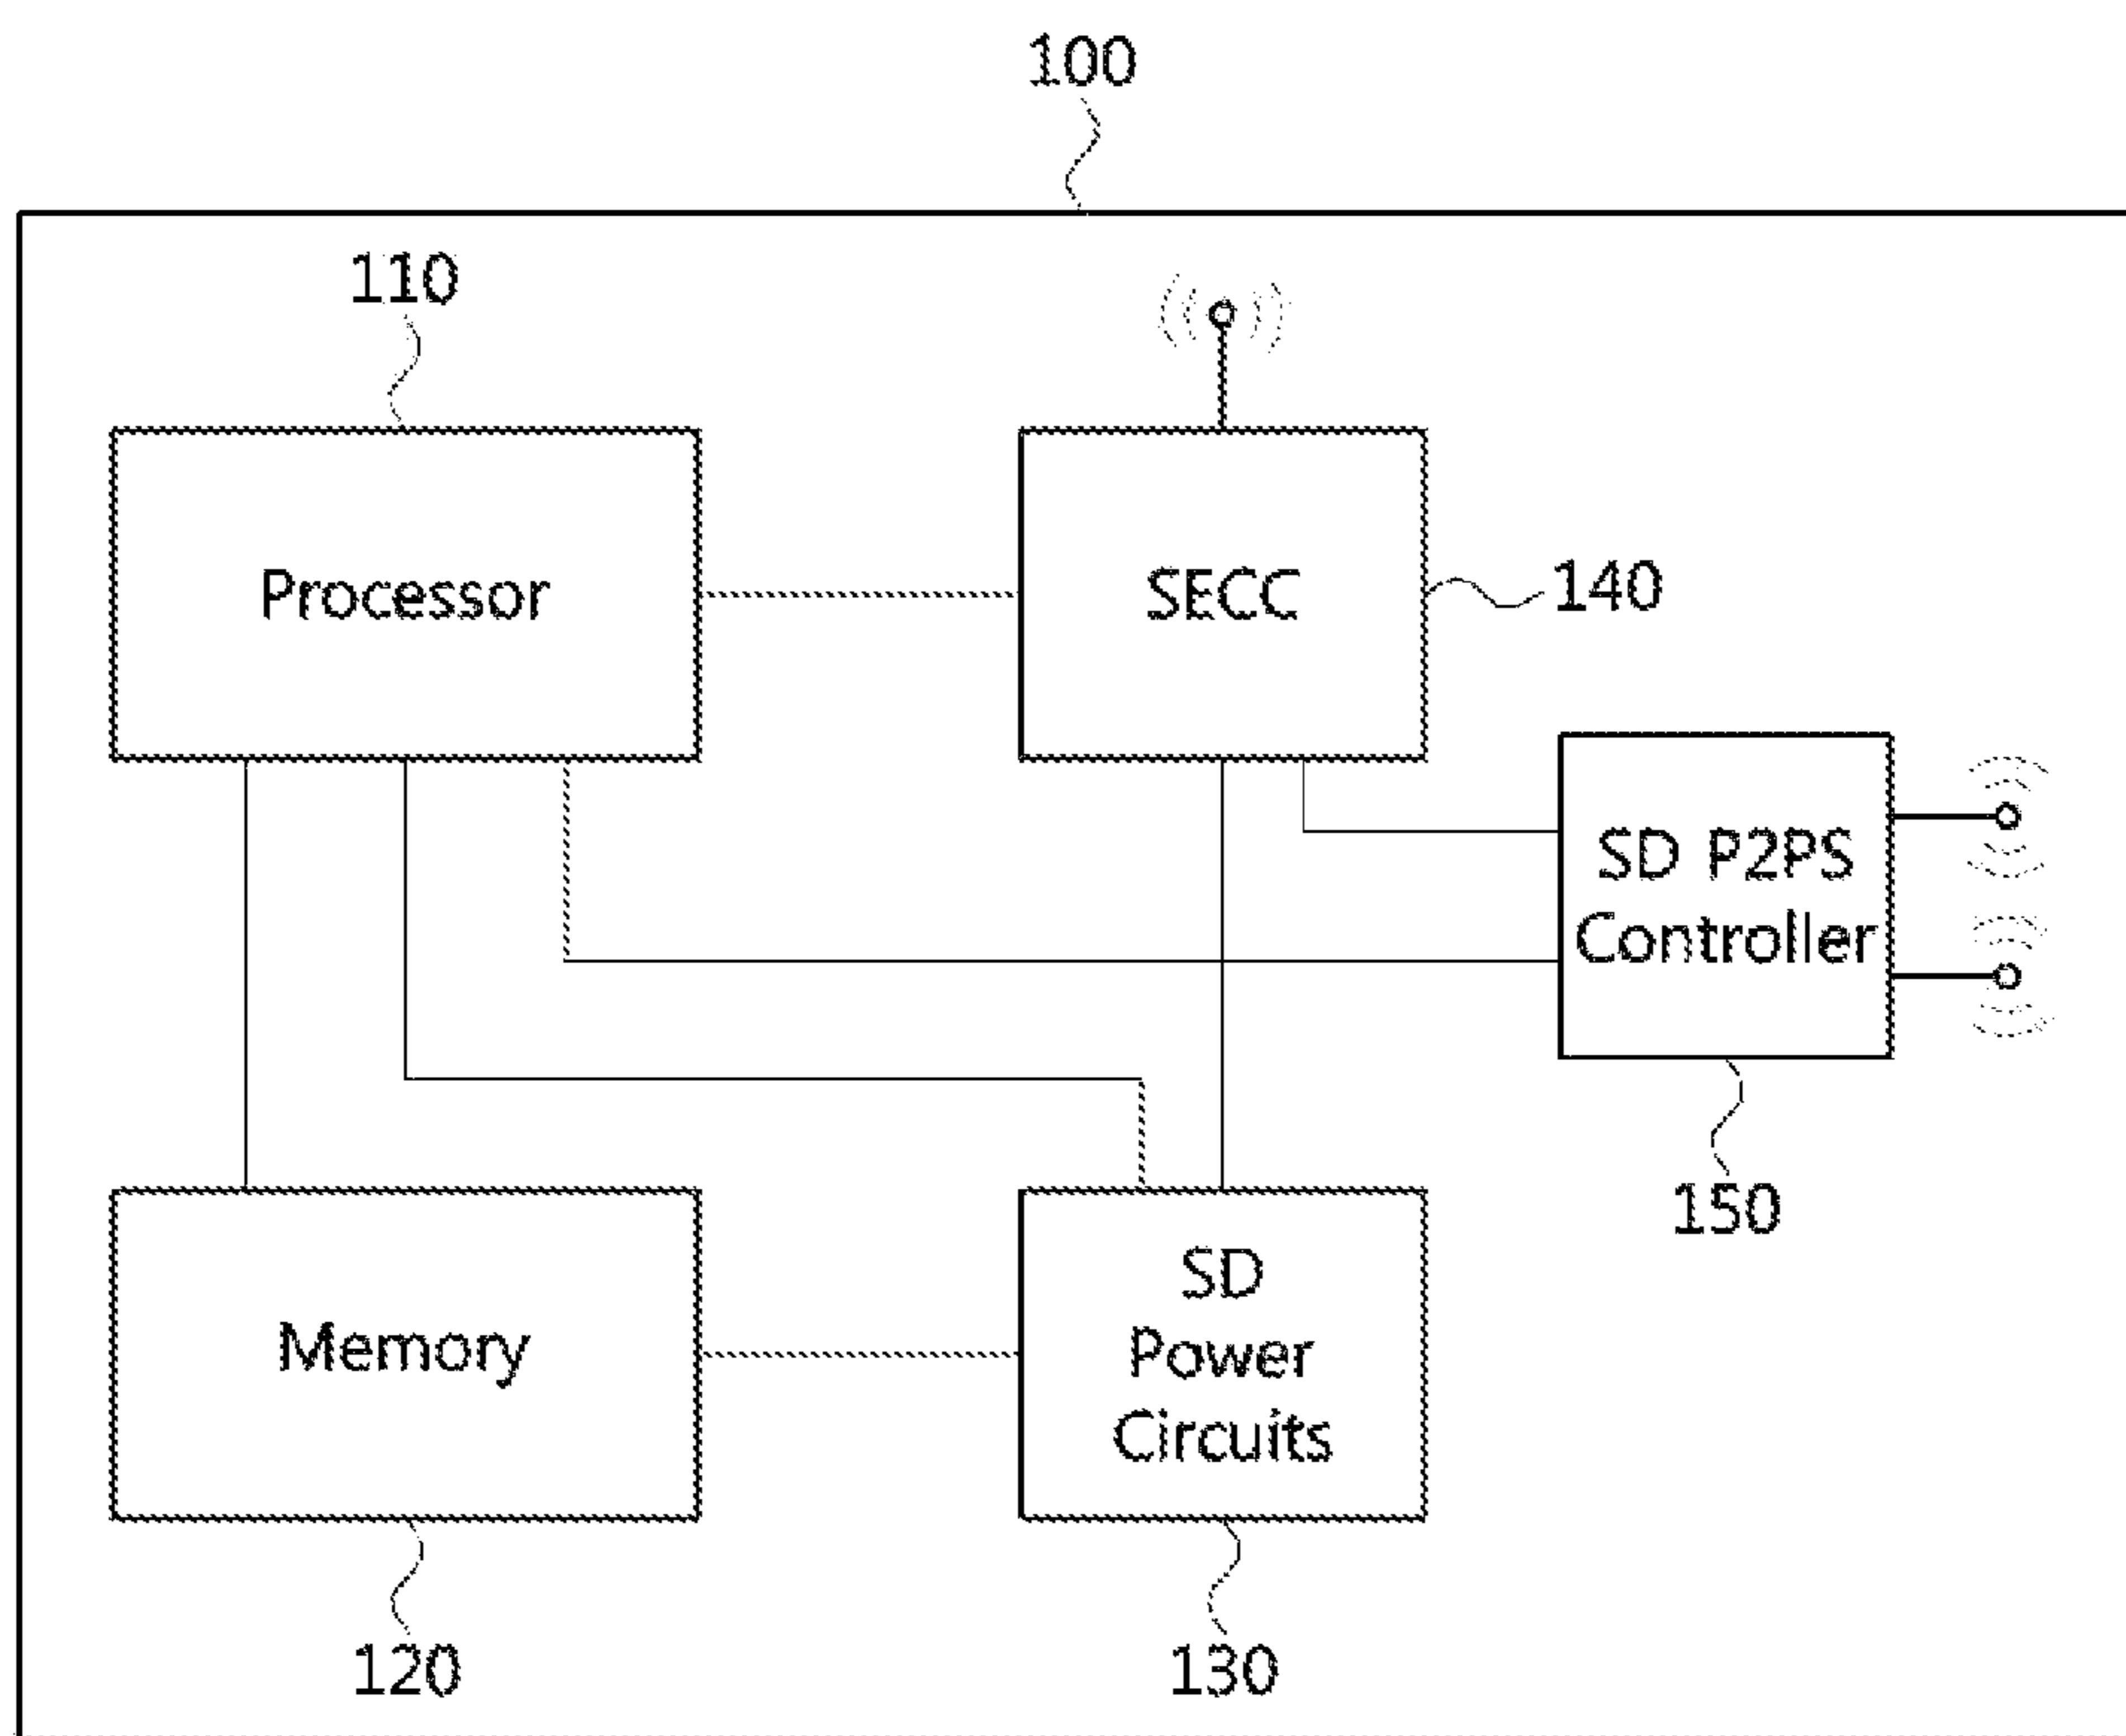 100
110
Processor
SECC
140
SD P2PS
Controller
150
Memory
SD
Power
Circuits
120
130